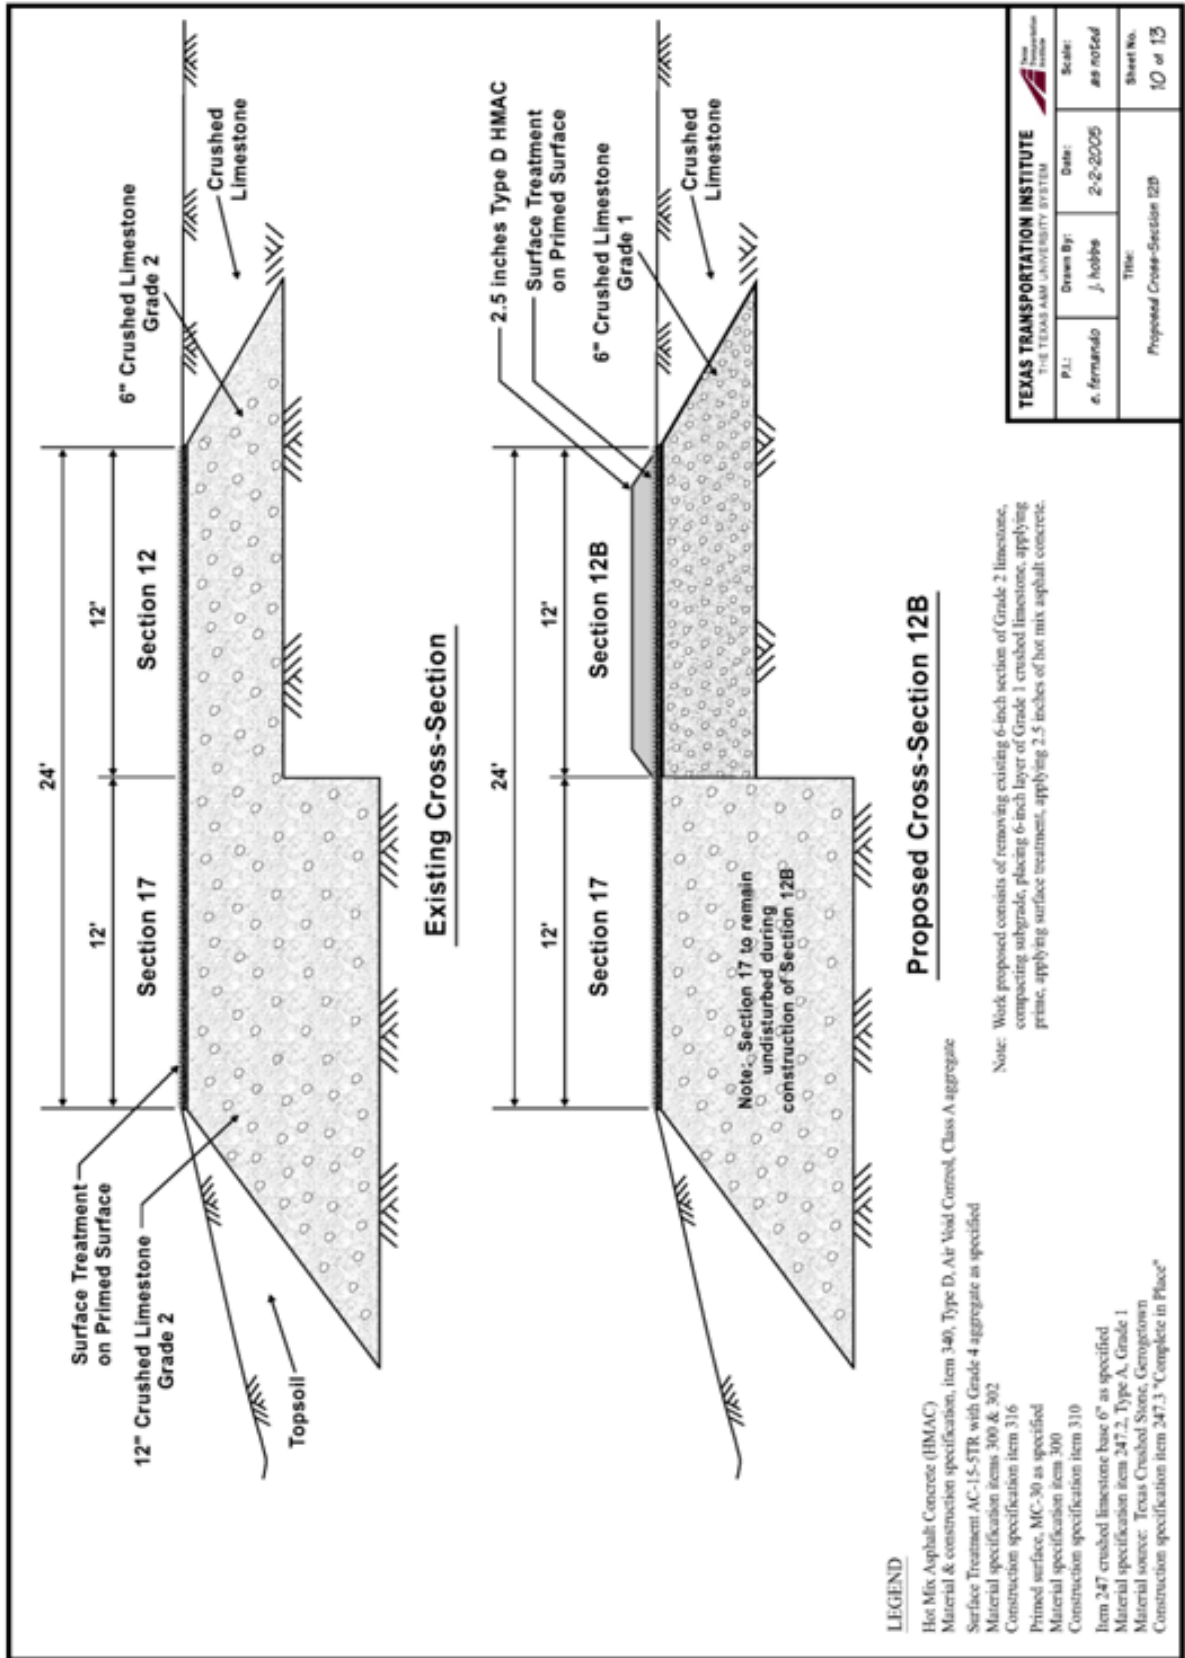 24'
12'
12'
Section 17
Section 12
Surface Treatment
on Primed Surface
12" Crushed Limestone
Grade 2
Topsoil
6" Crushed Limestone
Grade 2
Crushed
Limestone
Existing Cross-Section
24'
12'
12'
Section 17
Section 12B
2.5 inches Type D HMAC
Surface Treatment
on Primed Surface
6" Crushed Limestone
Grade 1
Crushed
Limestone
Note: Section 17 to remain
undisturbed during
construction of Section 12B
Proposed Cross-Section 12B
LEGEND
Hot Mix Asphalt Concrete (HMAC)
Material & construction specification, item 340, Type D, Air Void Control, Class A aggregate
Surface Treatment AC-15-5TR with Grade 4 aggregate as specified
Material specification items 300 & 302
Construction specification item 316
Primed surface, MC-30 as specified
Material specification item 300
Construction specification item 310
Item 247 crushed limestone base 6" as specified
Material specification item 247.2, Type A, Grade 1
Material source: Texas Crushed Stone, Gerogetown
Construction specification item 247.3 "Complete in Place"
Note: Work proposed consists of removing existing 6-inch section of Grade 2 limestone,
compacting subgrade, placing 6-inch layer of Grade 1 crushed limestone, applying
prime, applying surface treatment, applying 2.5 inches of hot mix asphalt concrete.
TEXAS TRANSPORTATION INSTITUTE
THE TEXAS A&M UNIVERSITY SYSTEM
Texas
Transportation
Institute
P.I.:
e. fernando
Drawn By:
j. hobbs
Date:
2-2-2005
Scale:
as noted
Title:
Proposed Cross-Section 12B
Sheet No.
10 of 13